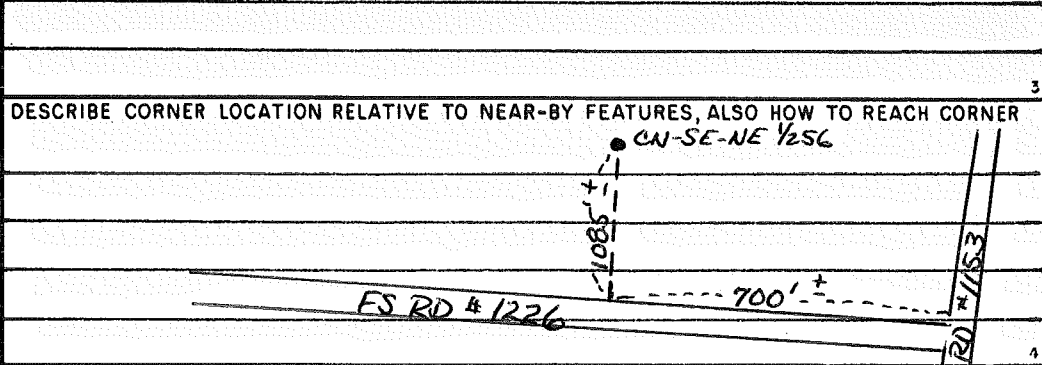 3
DESCRIBE CORNER LOCATION RELATIVE TO NEAR-BY FEATURES, ALSO HOW TO REACH CORNER
CN-SE-NE 1/256
1085' ±
700' ±
FS RD # 1226
RD #1153
4